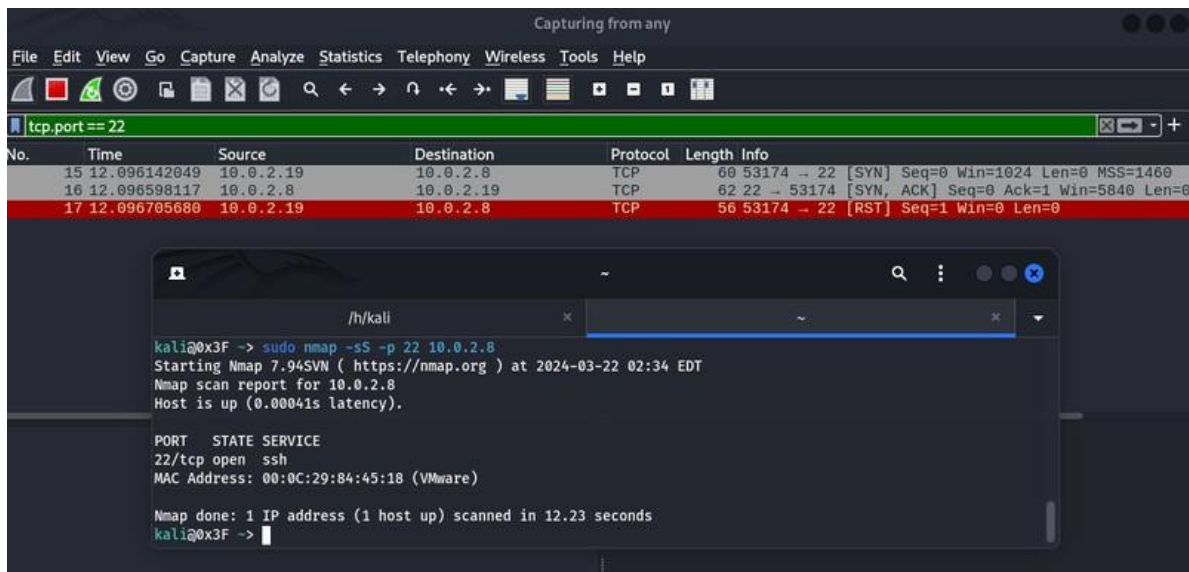 Capturing from any
File Edit View Go Capture Analyze Statistics Telephony Wireless Tools Help
tcp.port == 22
No. Time Source Destination Protocol Length Info
15 12.096142049 10.0.2.19 10.0.2.8 TCP 60 53174 → 22 [SYN] Seq=0 Win=1024 Len=0 MSS=1460
16 12.096598117 10.0.2.8 10.0.2.19 TCP 62 22 → 53174 [SYN, ACK] Seq=0 Ack=1 Win=5840 Len=0
17 12.096705680 10.0.2.19 10.0.2.8 TCP 56 53174 → 22 [RST] Seq=1 Win=0 Len=0
~
/h/kali ~
kali@0x3F ~> sudo nmap -sS -p 22 10.0.2.8
Starting Nmap 7.94SVN ( https://nmap.org ) at 2024-03-22 02:34 EDT
Nmap scan report for 10.0.2.8
Host is up (0.00041s latency).
PORT STATE SERVICE
22/tcp open ssh
MAC Address: 00:0C:29:84:45:18 (VMware)
Nmap done: 1 IP address (1 host up) scanned in 12.23 seconds
kali@0x3F ~>